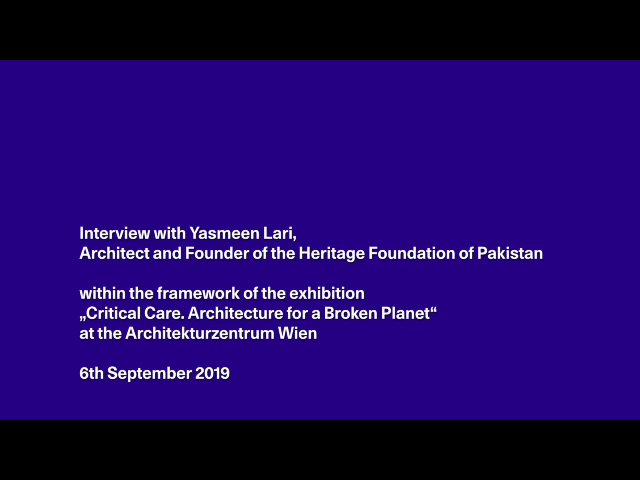 Interview with Yasmeen Lari,
Architect and Founder of the Heritage Foundation of Pakistan
within the framework of the exhibition
„Critical Care. Architecture for a Broken Planet“
at the Architekturzentrum Wien
6th September 2019